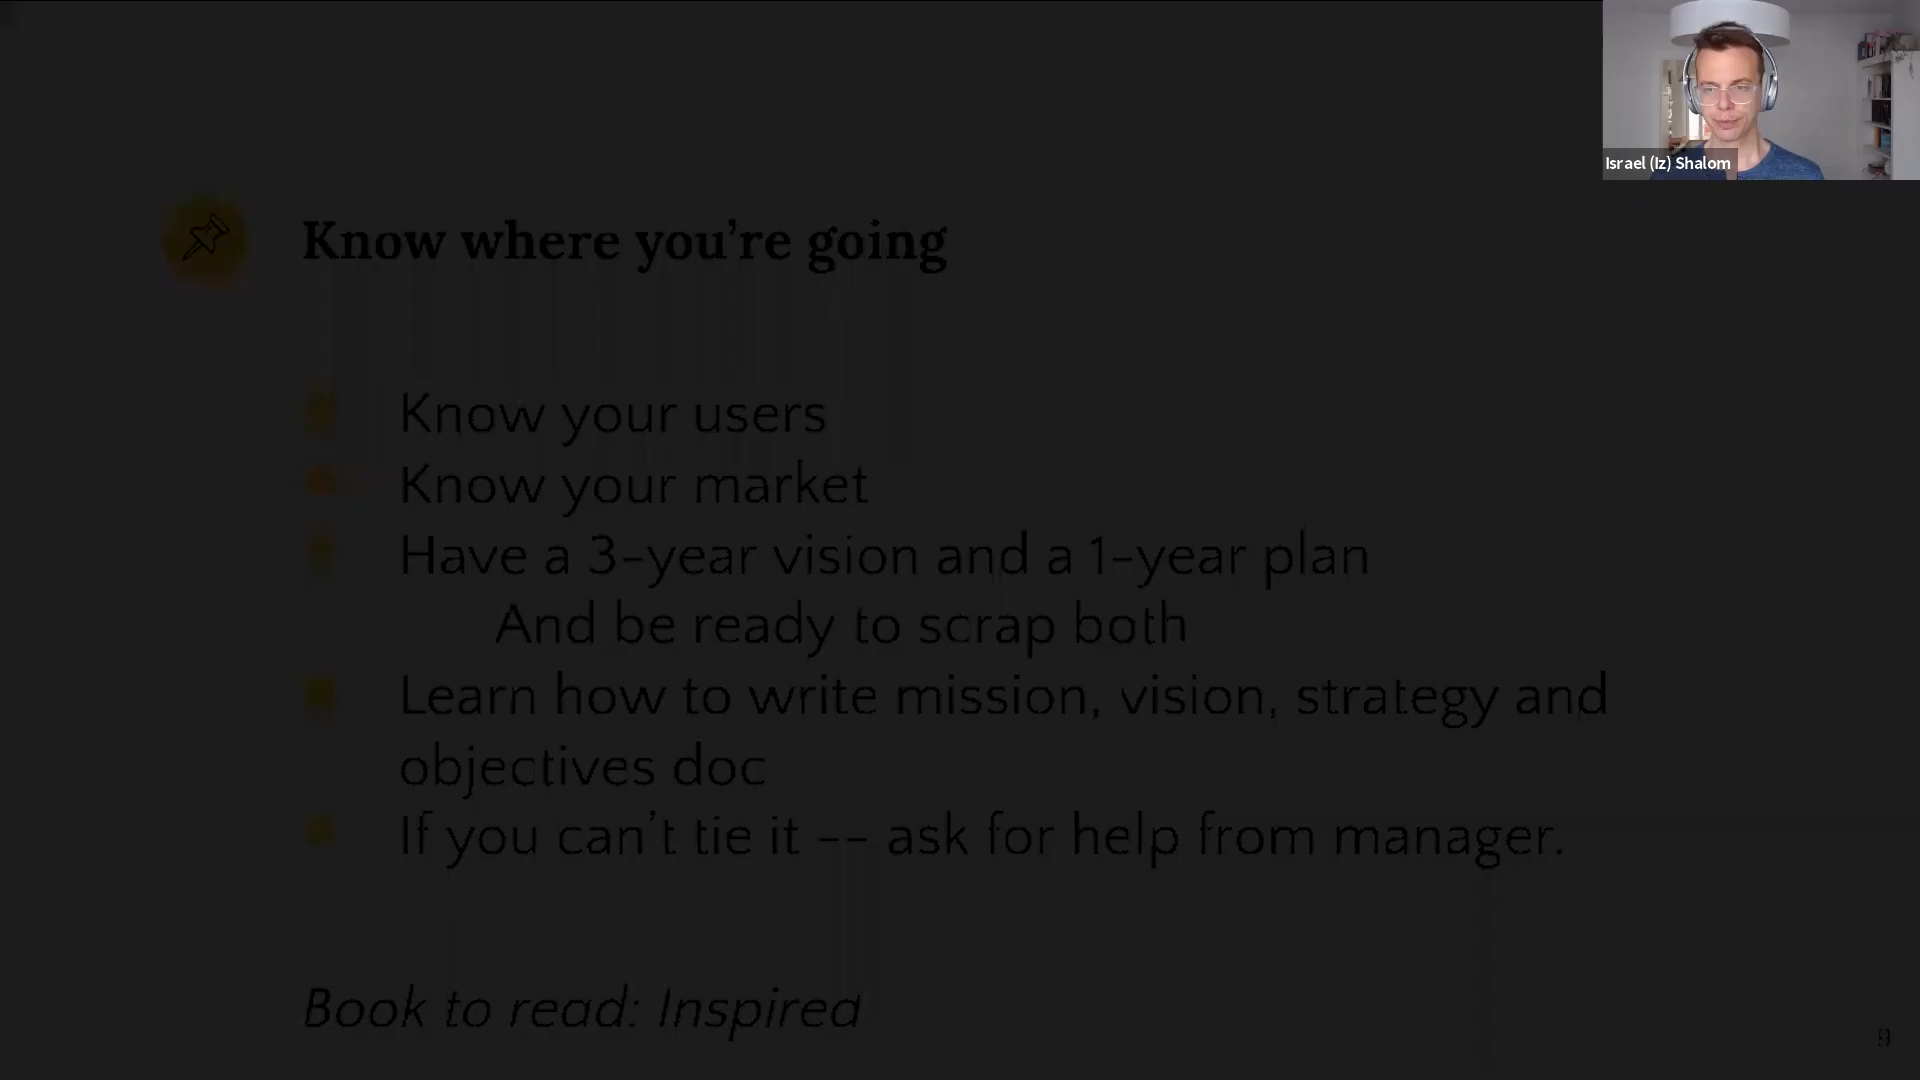 Israel (Iz) Shalom
Know where you’re going
Know your users
Know your market
Have a 3-year vision and a 1-year plan
And be ready to scrap both
Learn how to write mission, vision, strategy and
objectives doc
If you can’t tie it -- ask for help from manager.
Book to read: Inspired